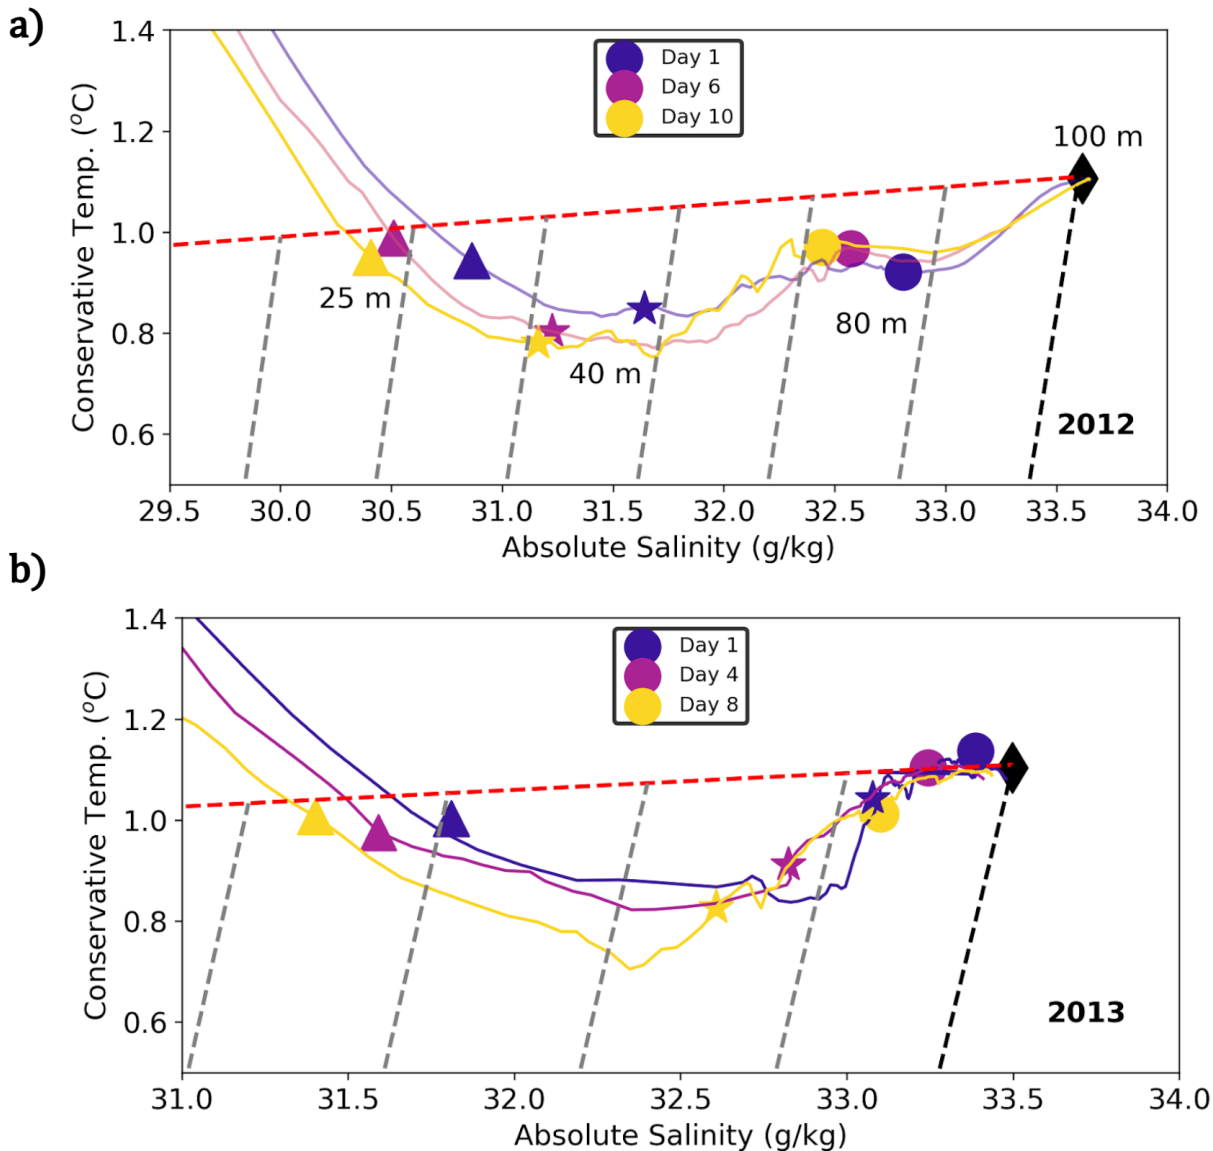 a)
1.4
1.2
1.0
0.8
0.6
Conservative Temp. (°C)
Day 1
Day 6
Day 10
100 m
25 m
40 m
80 m
2012
29.5 30.0 30.5 31.0 31.5 32.0 32.5 33.0 33.5 34.0
Absolute Salinity (g/kg)
b)
1.4
1.2
1.0
0.8
0.6
Conservative Temp. (°C)
Day 1
Day 4
Day 8
2013
31.0 31.5 32.0 32.5 33.0 33.5 34.0
Absolute Salinity (g/kg)